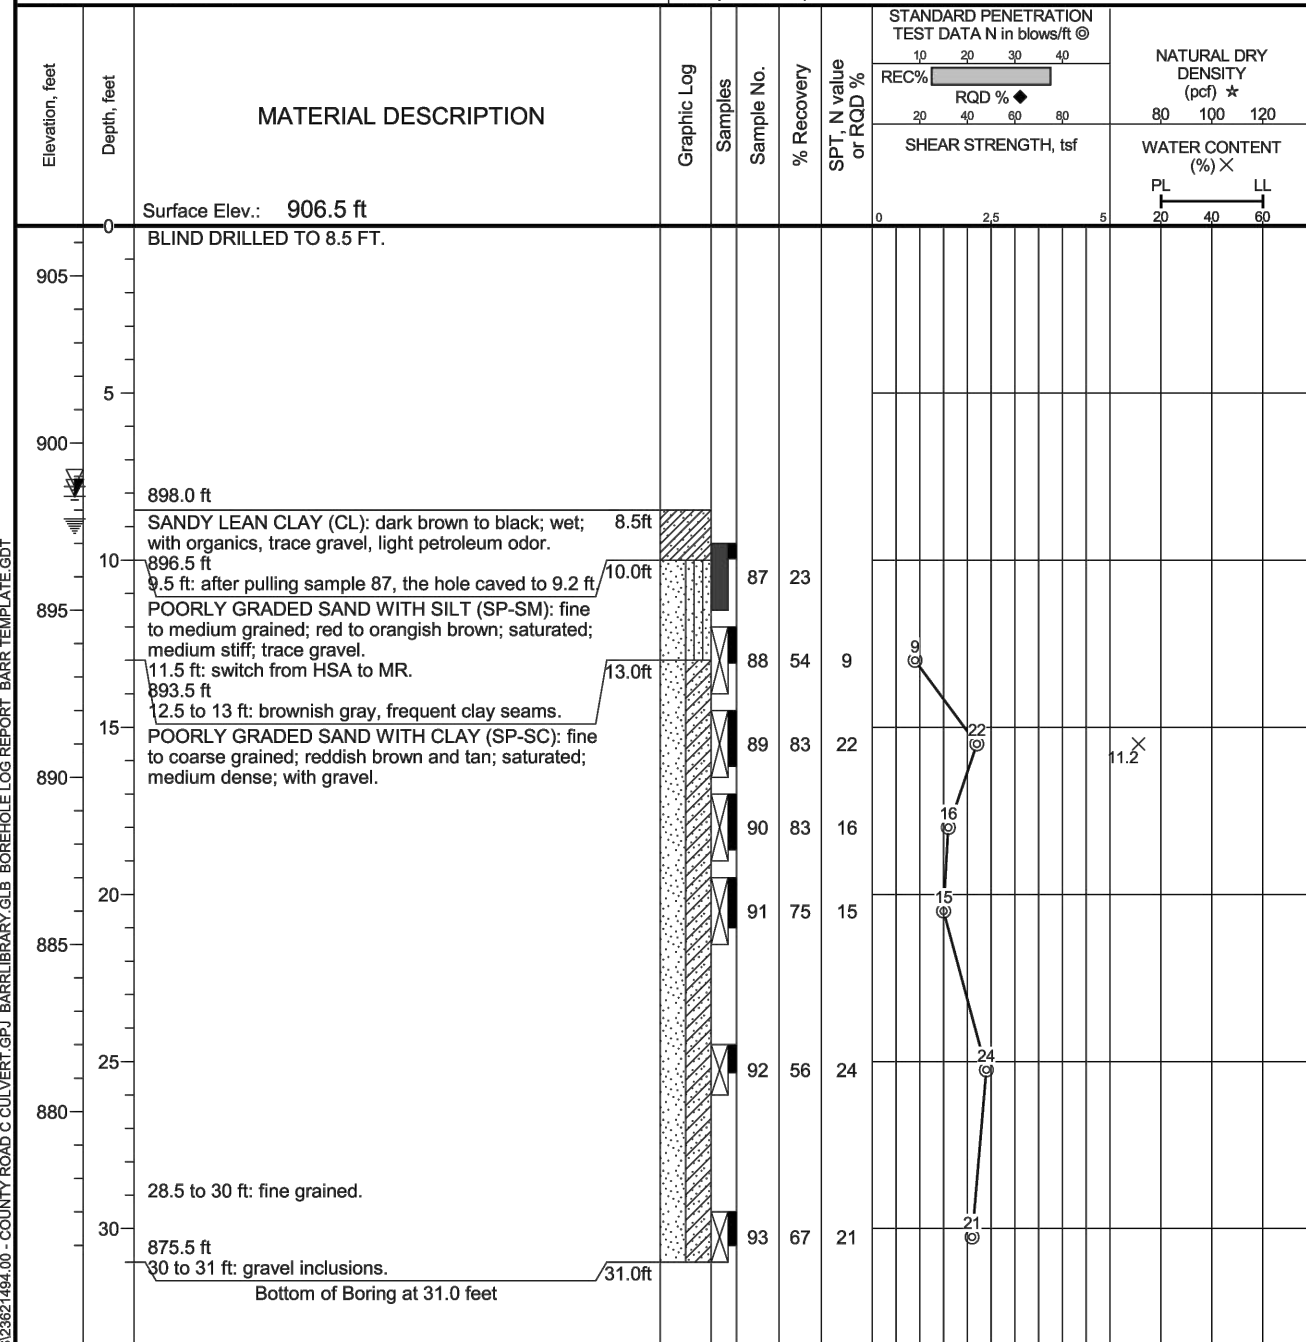 STANDARD PENETRATION
TEST DATA N in blows/ft
10 20 30 40
REC%
RQD %
20 40 60 80
SHEAR STRENGTH, tsf
0 2.5 5
NATURAL DRY
DENSITY
(pcf)
80 100 120
WATER CONTENT
(%)
PL LL
20 40 60
Elevation, feet
Depth, feet
MATERIAL DESCRIPTION
Graphic Log
Samples
Sample No.
% Recovery
SPT, N value
or RQD %
Surface Elev.: 906.5 ft
0
BLIND DRILLED TO 8.5 FT.
905
5
900
898.0 ft
SANDY LEAN CLAY (CL): dark brown to black; wet; 8.5ft
with organics, trace gravel, light petroleum odor.
10
896.5 ft
10.0ft
9.5 ft: after pulling sample 87, the hole caved to 9.2 ft.
87 23
895
POORLY GRADED SAND WITH SILT (SP-SM): fine
to medium grained; red to orangish brown; saturated;
medium stiff; trace gravel.
88 54 9 9
11.5 ft: switch from HSA to MR.
13.0ft
893.5 ft
12.5 to 13 ft: brownish gray, frequent clay seams.
15
POORLY GRADED SAND WITH CLAY (SP-SC): fine
to coarse grained; reddish brown and tan; saturated;
medium dense; with gravel.
89 83 22 22
11.2
890
90 83 16 16
20
91 75 15 15
885
25
92 56 24 24
880
28.5 to 30 ft: fine grained.
30
93 67 21 21
875.5 ft
30 to 31 ft: gravel inclusions.
31.0ft
Bottom of Boring at 31.0 feet
23621494.00 - COUNTY ROAD C CULVERT.GPJ BARRLIBRARY.GLB BOREHOLE LOG REPORT BARR TEMPLATE.GDT